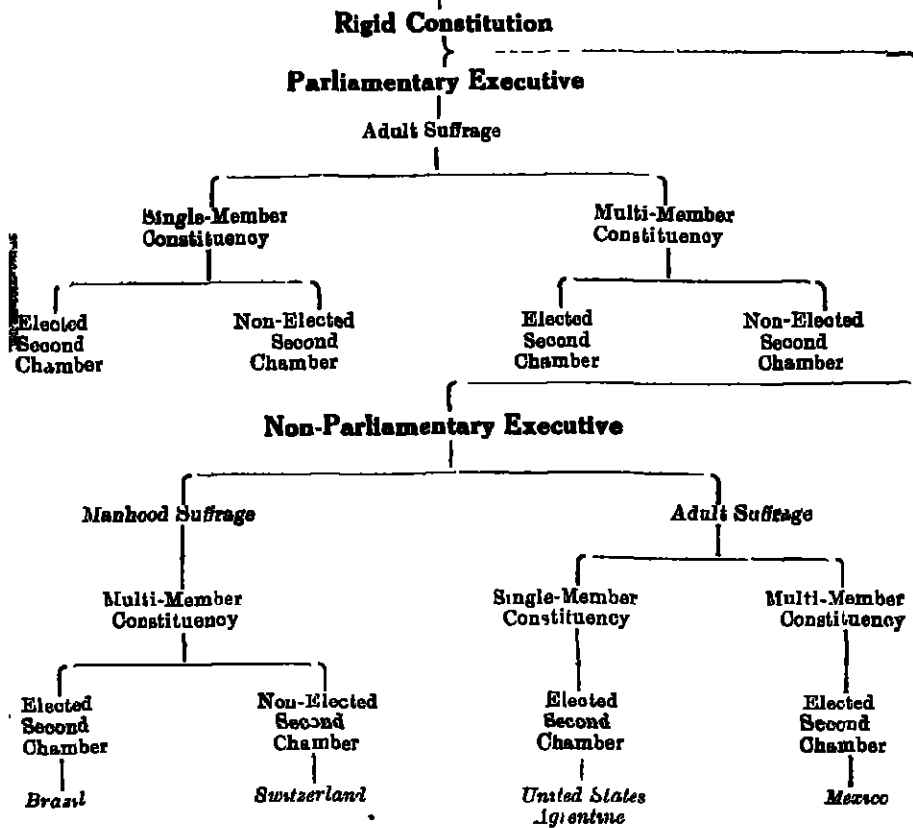 Rigid Constitution
Parliamentary Executive
Adult Suffrage
Single-Member
Constituency
Multi-Member
Constituency
Elected
Second
Chamber
Non-Elected
Second
Chamber
Elected
Second
Chamber
Non-Elected
Second
Chamber
Non-Parliamentary Executive
Manhood Suffrage
Adult Suffrage
Multi-Member
Constituency
Single-Member
Constituency
Multi-Member
Constituency
Elected
Second
Chamber
Non-Elected
Second
Chamber
Elected
Second
Chamber
Elected
Second
Chamber
Brazil
Switzerland
United States
Argentine
Mexico